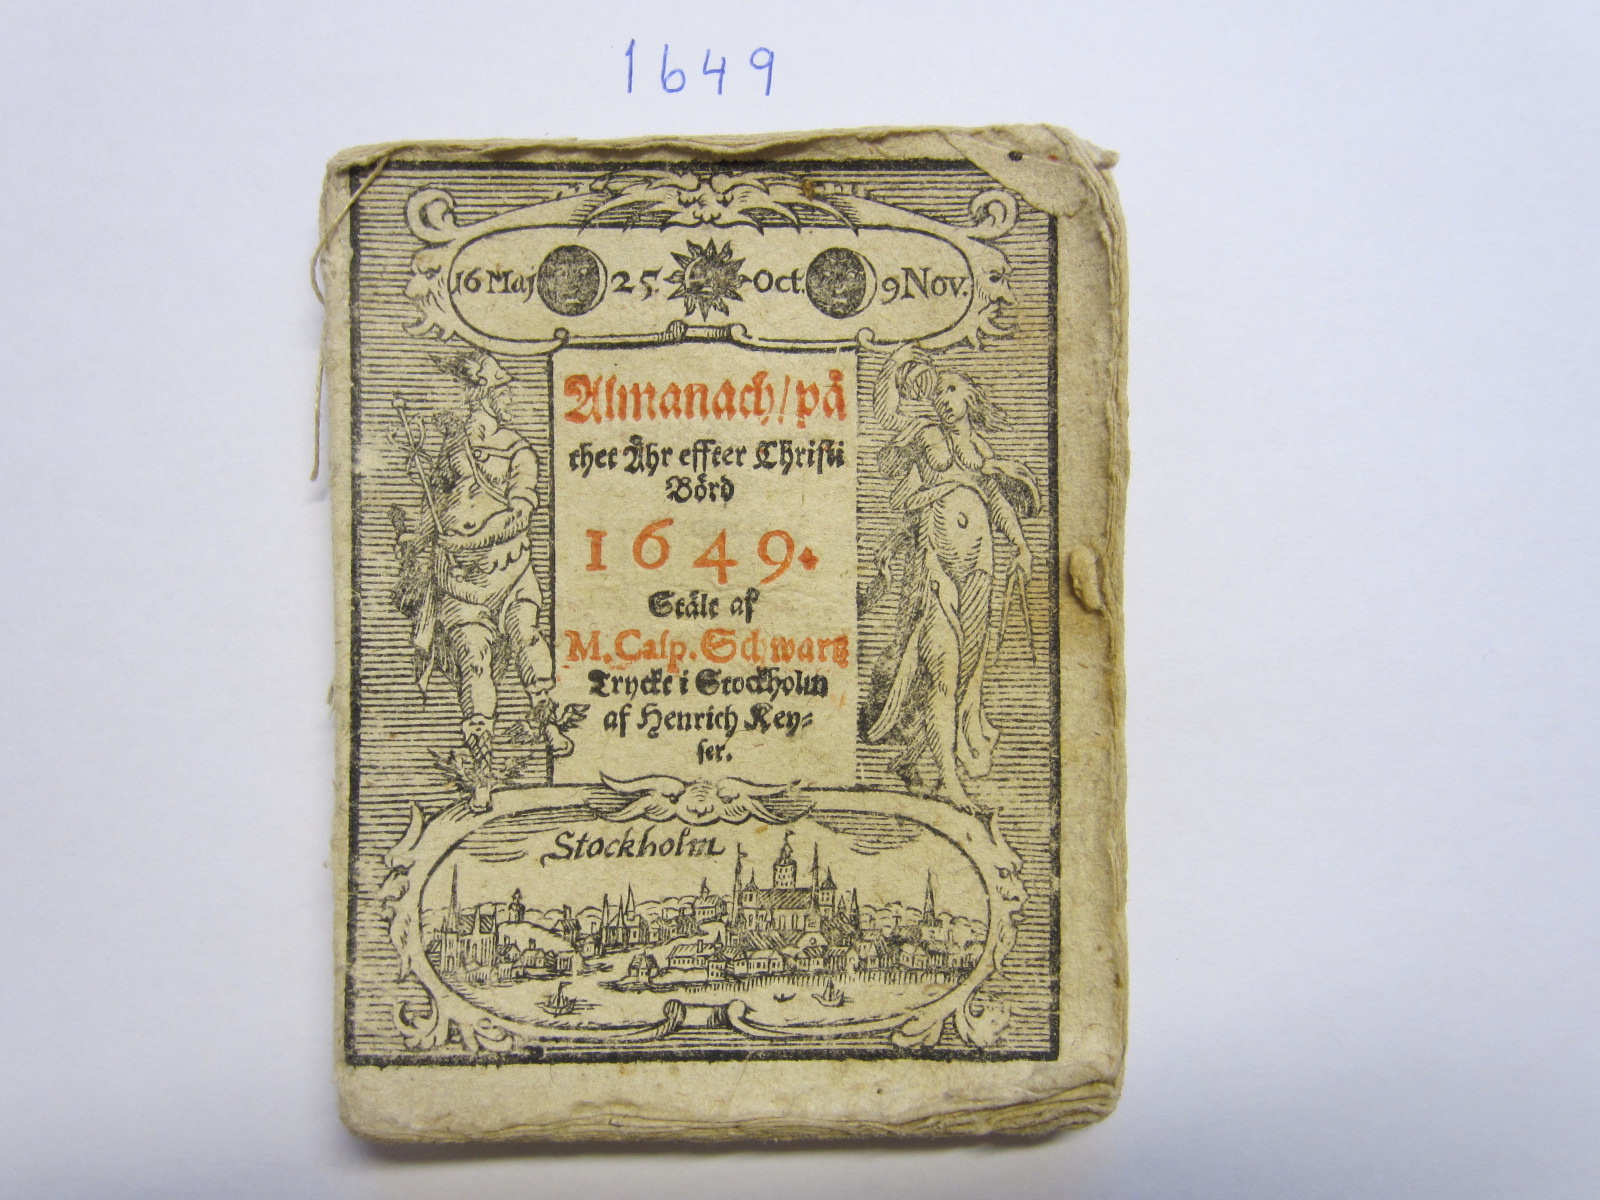 1649
16 Maj 25. Oct. 9 Nov.
Almanach / på
thet Åhr effter Christi
Börd
1649.
Stält af
M. Casp. Schwartz
Tryckt i Stockholm
af Henrich Key⸗
ser.
Stockholm